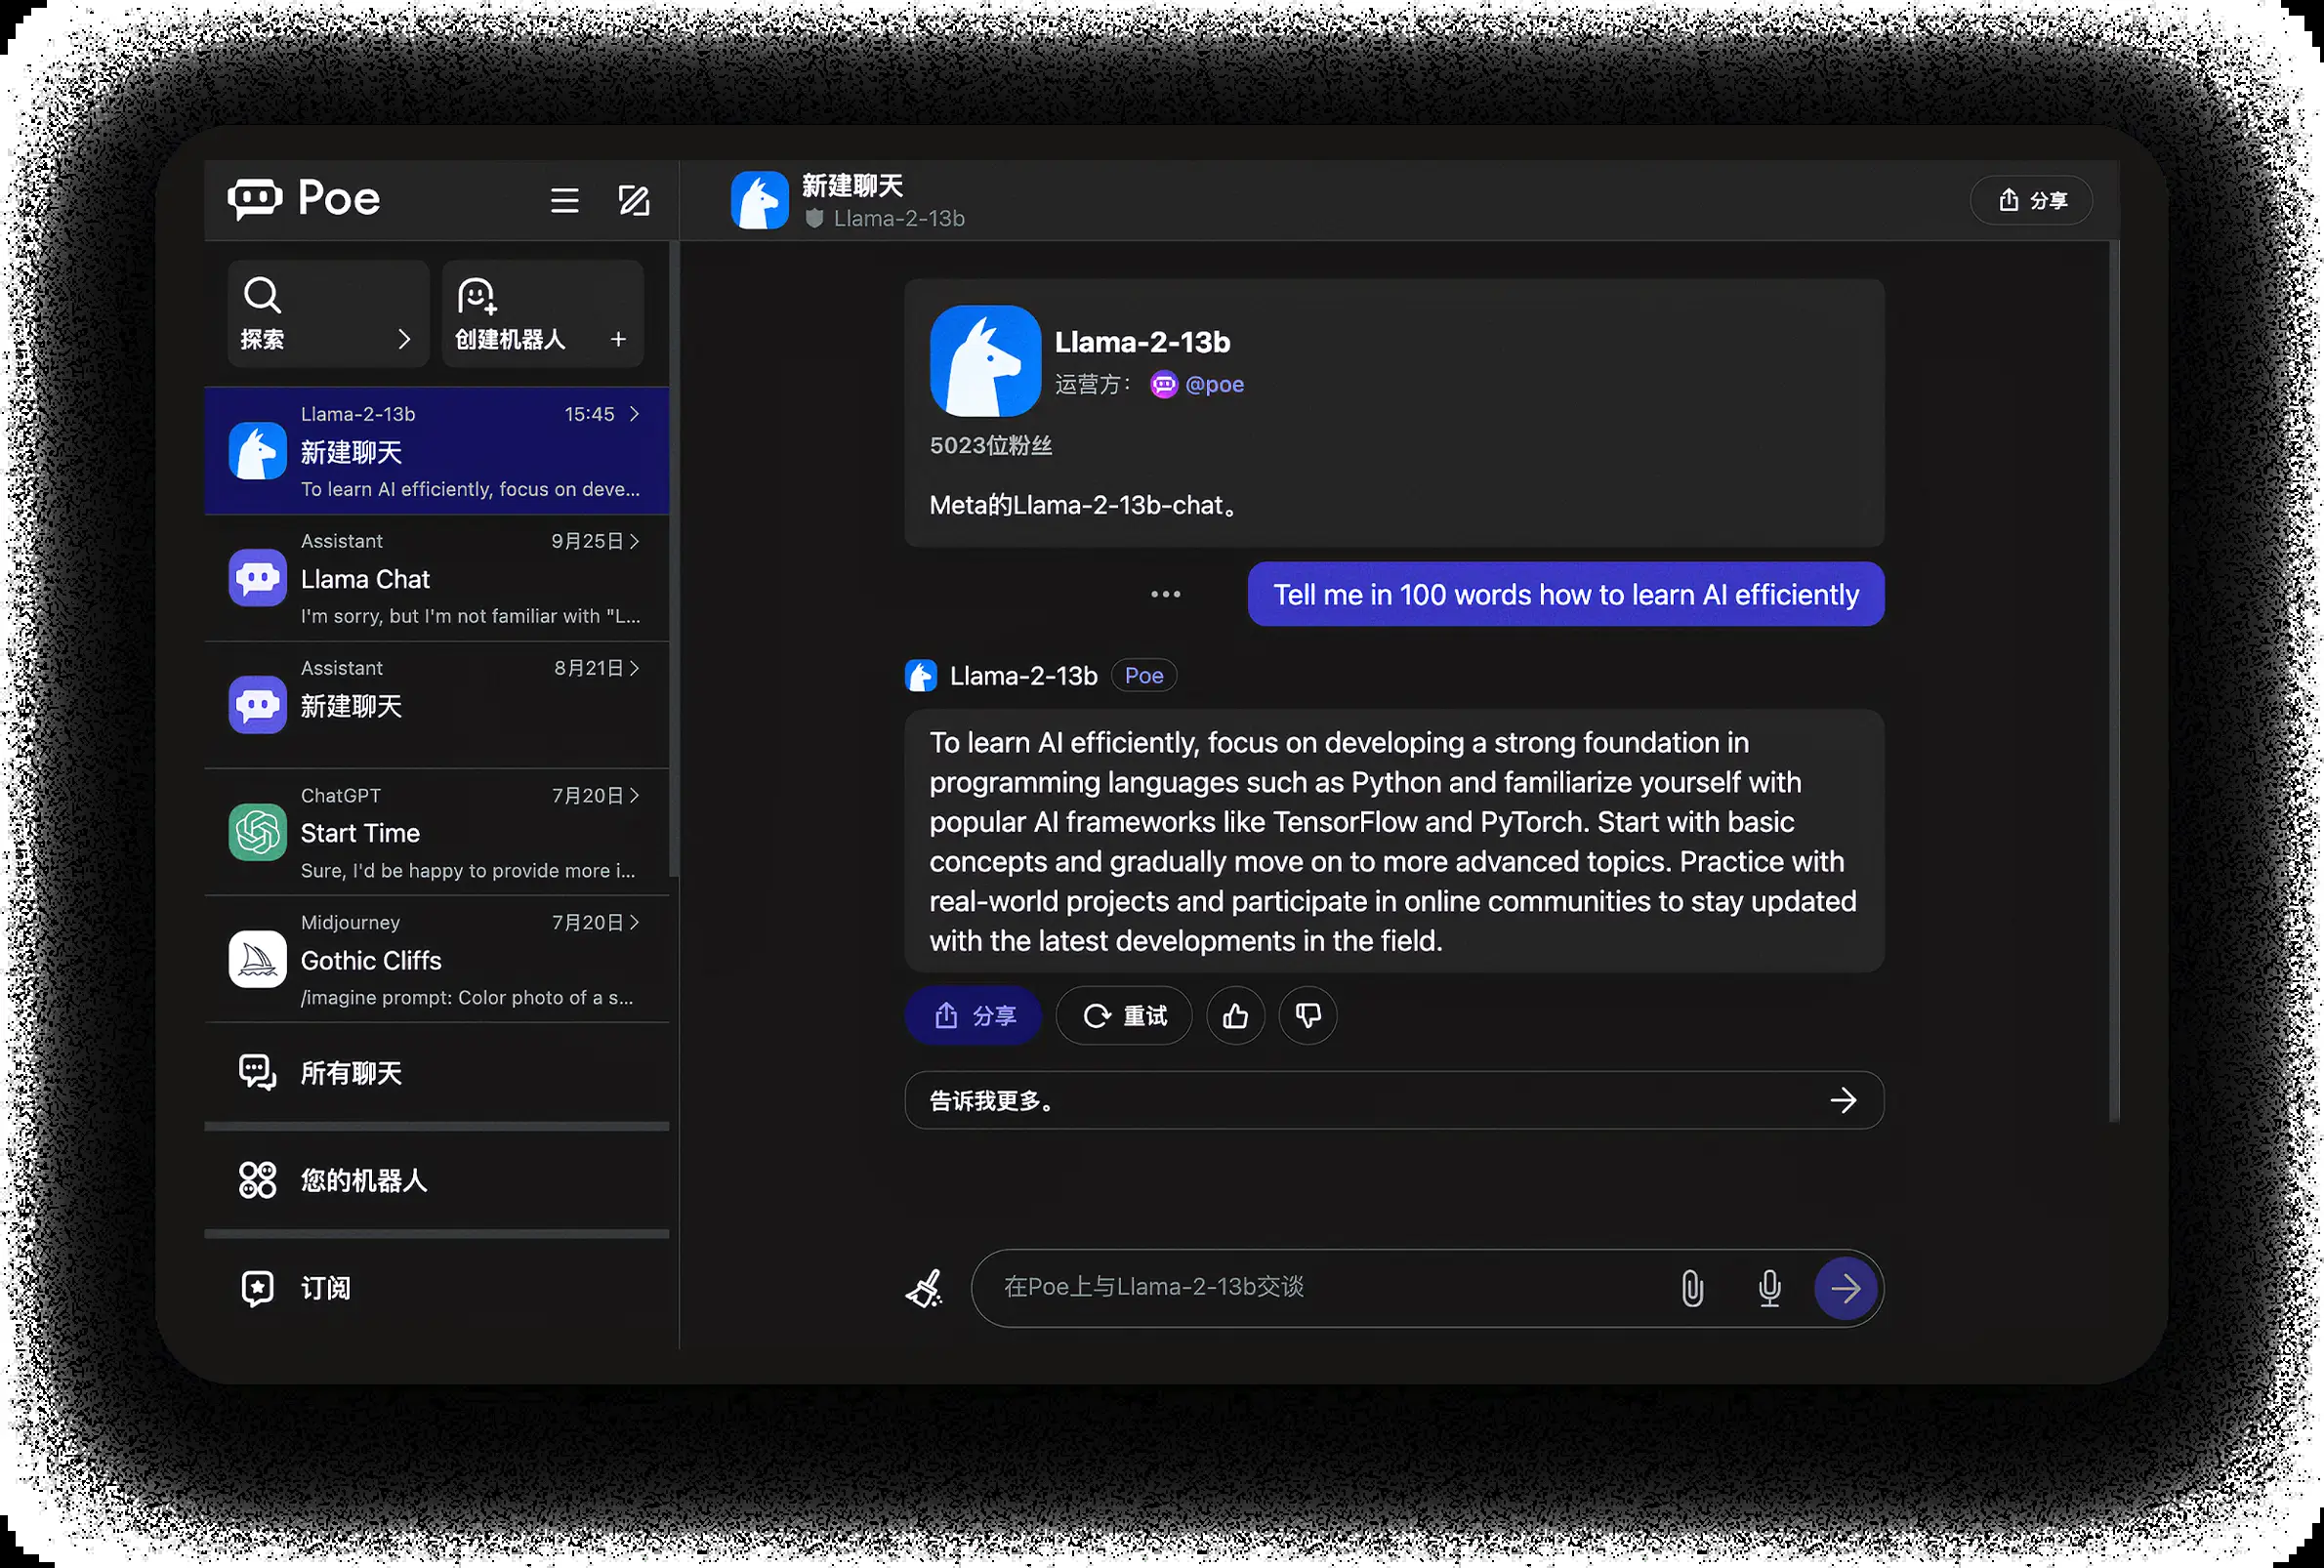 Poe
探索
创建机器人
Llama-2-13b 15:45
新建聊天
To learn AI efficiently, focus on deve...
Assistant 9月25日
Llama Chat
I'm sorry, but I'm not familiar with "L...
Assistant 8月21日
新建聊天
ChatGPT 7月20日
Start Time
Sure, I'd be happy to provide more i...
Midjourney 7月20日
Gothic Cliffs
/imagine prompt: Color photo of a s...
所有聊天
您的机器人
订阅
新建聊天
Llama-2-13b
分享
Llama-2-13b
运营方： @poe
5023位粉丝
Meta的Llama-2-13b-chat。
Tell me in 100 words how to learn AI efficiently
Llama-2-13b Poe
To learn AI efficiently, focus on developing a strong foundation in
programming languages such as Python and familiarize yourself with
popular AI frameworks like TensorFlow and PyTorch. Start with basic
concepts and gradually move on to more advanced topics. Practice with
real-world projects and participate in online communities to stay updated
with the latest developments in the field.
分享 重试
告诉我更多。
在Poe上与Llama-2-13b交谈